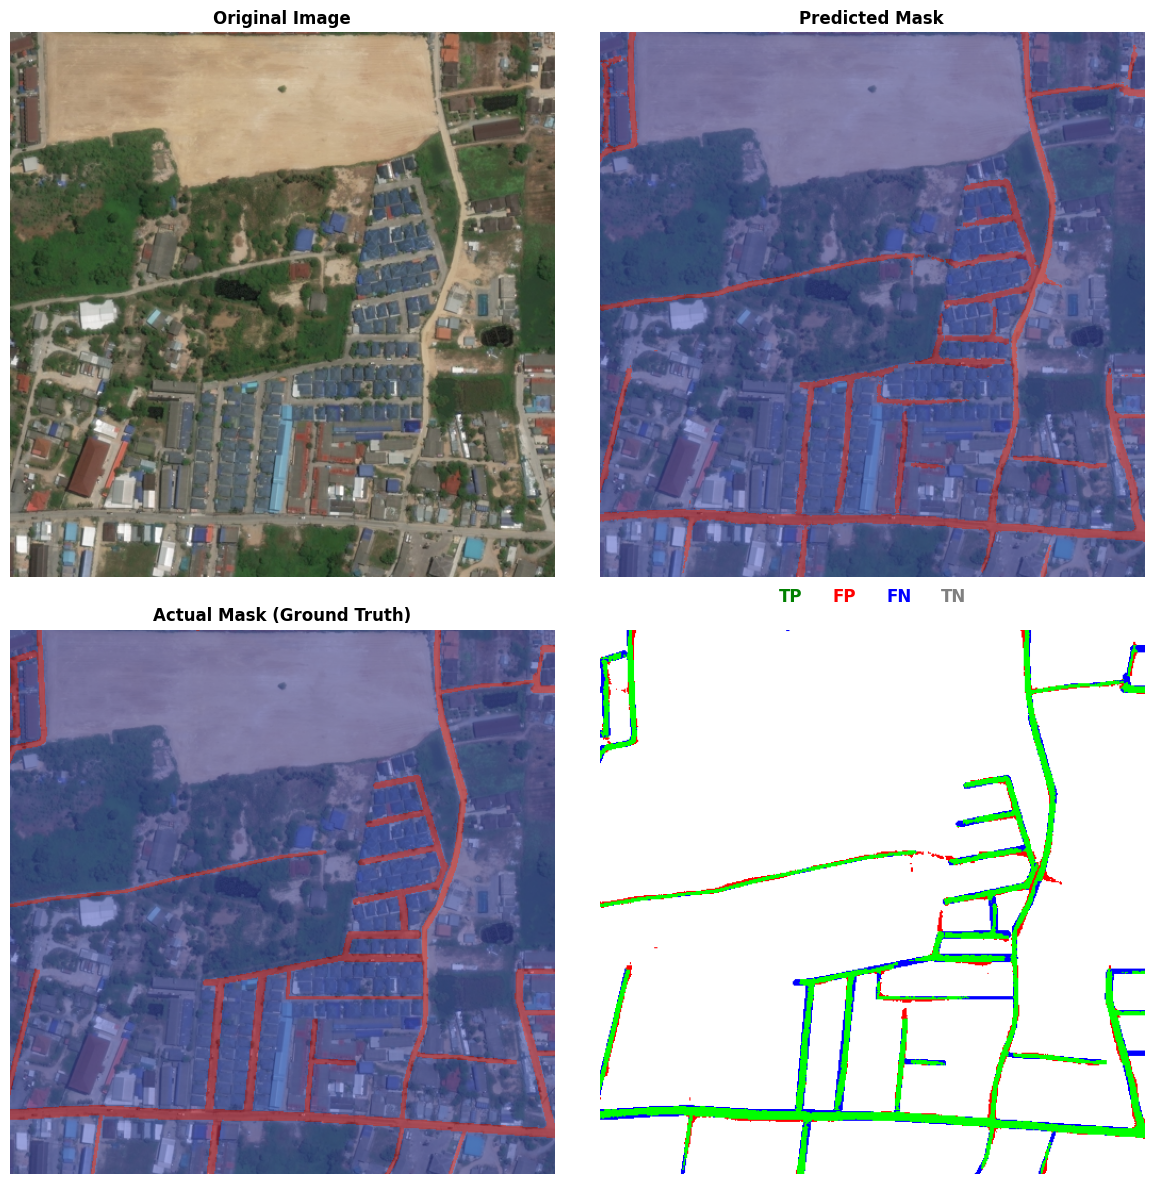 Original Image
Predicted Mask
Actual Mask (Ground Truth)
TP FP FN TN